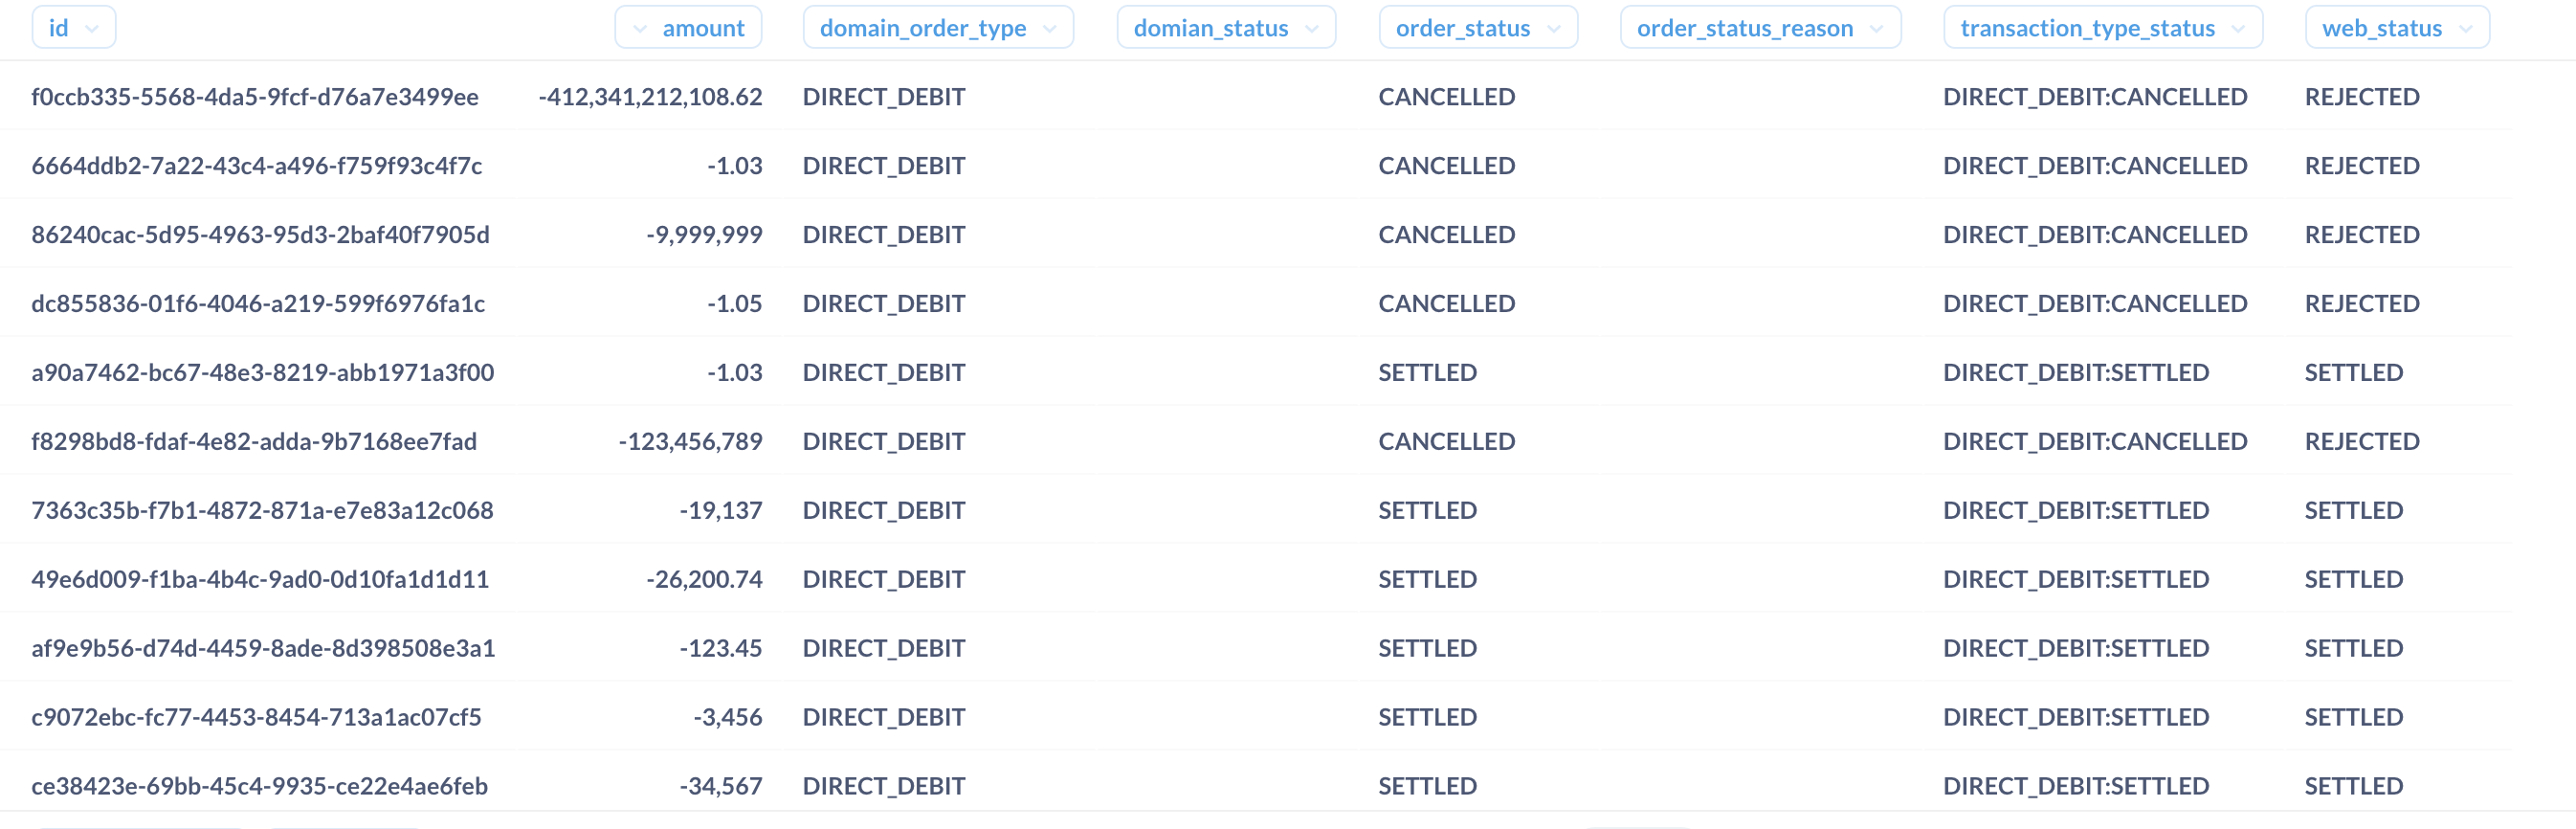 id amount domain_order_type domian_status order_status order_status_reason transaction_type_status web_status
f0ccb335-5568-4da5-9fcf-d76a7e3499ee -412,341,212,108.62 DIRECT_DEBIT CANCELLED DIRECT_DEBIT:CANCELLED REJECTED
6664ddb2-7a22-43c4-a496-f759f93c4f7c -1.03 DIRECT_DEBIT CANCELLED DIRECT_DEBIT:CANCELLED REJECTED
86240cac-5d95-4963-95d3-2baf40f7905d -9,999,999 DIRECT_DEBIT CANCELLED DIRECT_DEBIT:CANCELLED REJECTED
dc855836-01f6-4046-a219-599f6976fa1c -1.05 DIRECT_DEBIT CANCELLED DIRECT_DEBIT:CANCELLED REJECTED
a90a7462-bc67-48e3-8219-abb1971a3f00 -1.03 DIRECT_DEBIT SETTLED DIRECT_DEBIT:SETTLED SETTLED
f8298bd8-fdaf-4e82-adda-9b7168ee7fad -123,456,789 DIRECT_DEBIT CANCELLED DIRECT_DEBIT:CANCELLED REJECTED
7363c35b-f7b1-4872-871a-e7e83a12c068 -19,137 DIRECT_DEBIT SETTLED DIRECT_DEBIT:SETTLED SETTLED
49e6d009-f1ba-4b4c-9ad0-0d10fa1d1d11 -26,200.74 DIRECT_DEBIT SETTLED DIRECT_DEBIT:SETTLED SETTLED
af9e9b56-d74d-4459-8ade-8d398508e3a1 -123.45 DIRECT_DEBIT SETTLED DIRECT_DEBIT:SETTLED SETTLED
c9072ebc-fc77-4453-8454-713a1ac07cf5 -3,456 DIRECT_DEBIT SETTLED DIRECT_DEBIT:SETTLED SETTLED
ce38423e-69bb-45c4-9935-ce22e4ae6feb -34,567 DIRECT_DEBIT SETTLED DIRECT_DEBIT:SETTLED SETTLED